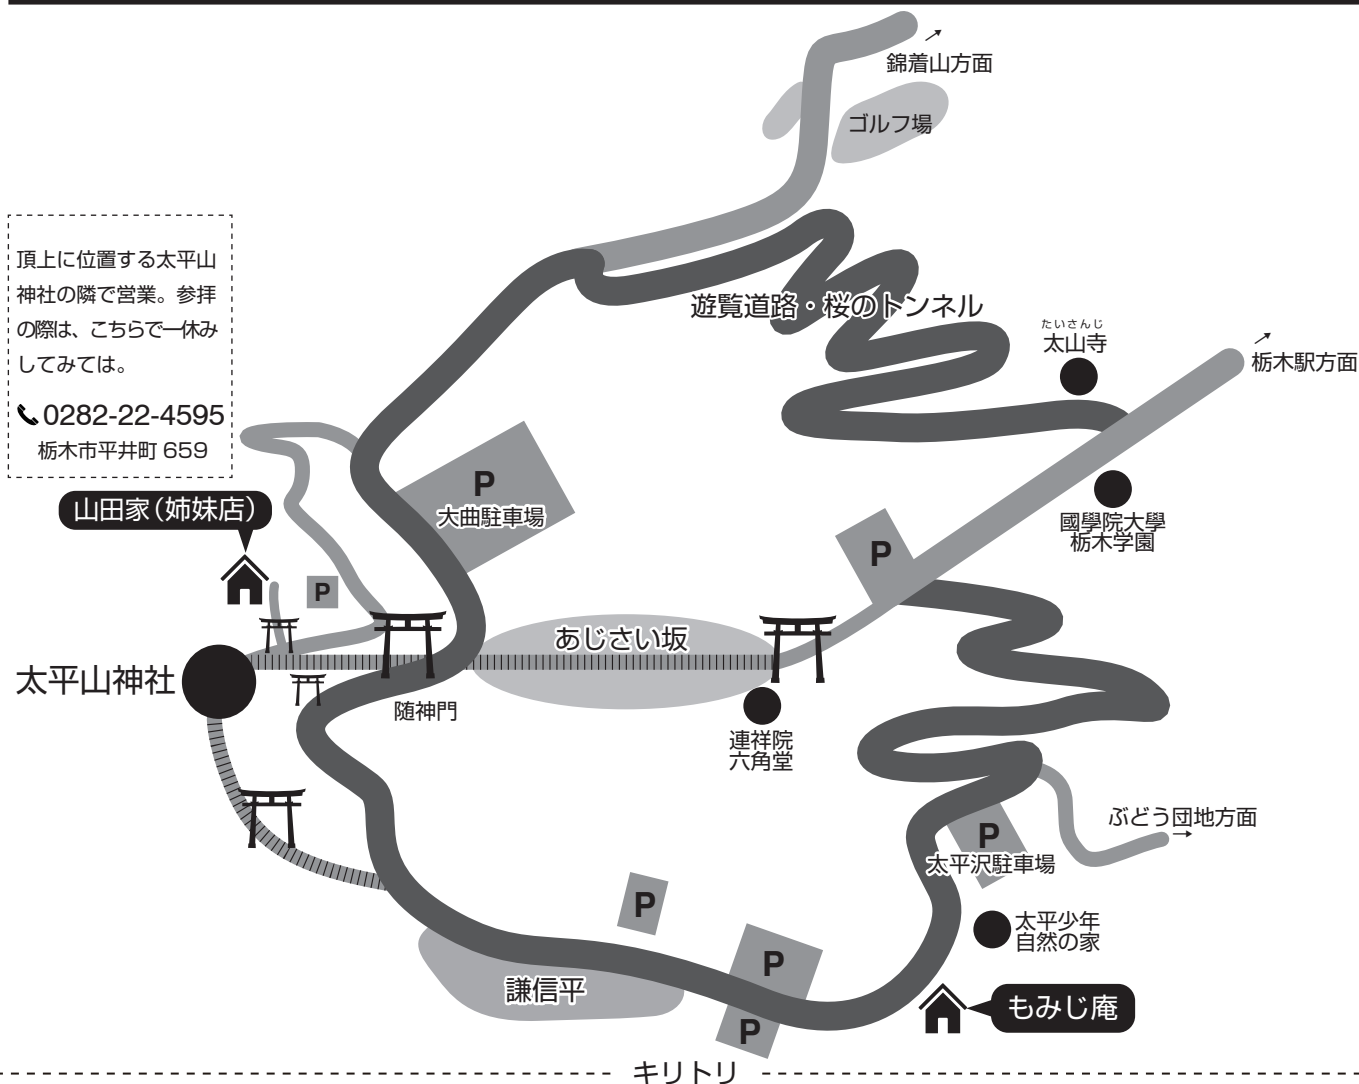 錦着山方面
ゴルフ場
頂上に位置する太平山
神社の隣で営業。参拝
の際は、こちらで一休み
してみては。
0282-22-4595
栃木市平井町 659
遊覧道路・桜のトンネル
たいさんじ
太山寺
栃木駅方面
P
大曲駐車場
山田家(姉妹店)
國學院大學
栃木学園
P
P
あじさい坂
太平山神社
随神門
連祥院
六角堂
ぶどう団地方面
P
太平沢駐車場
P
太平少年
自然の家
P
謙信平
もみじ庵
P
キリトリ